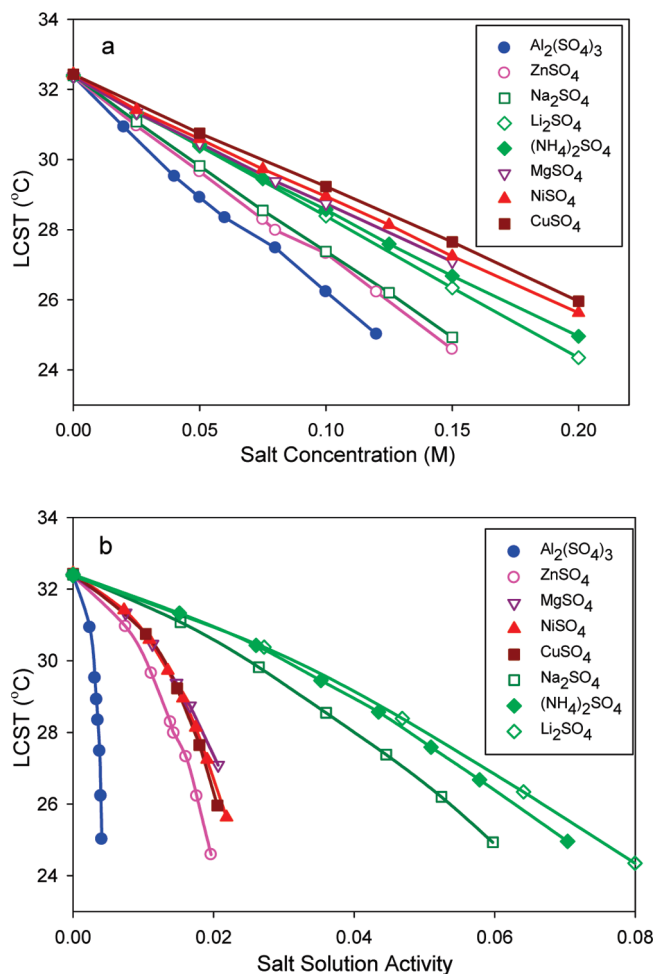 a
34
32
30
28
26
24
LCST (°C)
Al2(SO4)3
ZnSO4
Na2SO4
Li2SO4
(NH4)2SO4
MgSO4
NiSO4
CuSO4
0.00 0.05 0.10 0.15 0.20
Salt Concentration (M)
b
34
32
30
28
26
24
LCST (°C)
Al2(SO4)3
ZnSO4
MgSO4
NiSO4
CuSO4
Na2SO4
(NH4)2SO4
Li2SO4
0.00 0.02 0.04 0.06 0.08
Salt Solution Activity